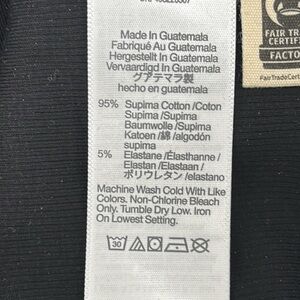 Made In Guatemala
Fabriqué Au Guatemala
Hergestellt In Guatemala
Vervaardigd In Guatemala
グアテマラ製
hecho en guatemala
95% Supima Cotton/Coton
Supima /Supima
Baumwolle /Supima
Katoen /綿 /algodón
supima
5% Elastane /Élasthanne /
Elastan /Elastaan /
ポリウレタン /elastano
Machine Wash Cold With Like
Colors. Non-Chlorine Bleach
Only. Tumble Dry Low. Iron
On Lowest Setting.
30
FAIR TR
CERTIF
FACTO
FairTradeCert